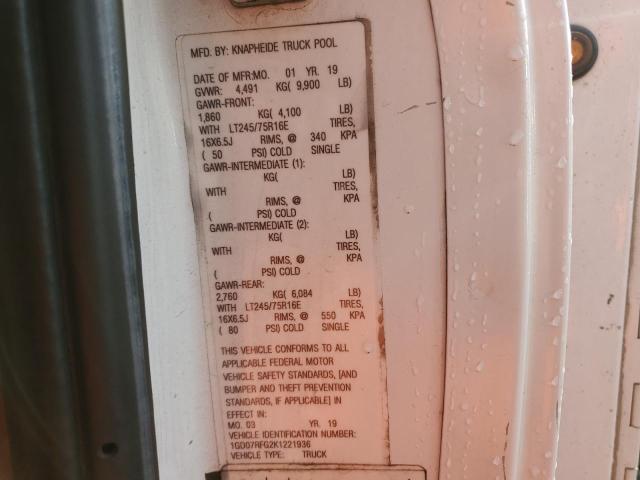 MFD. BY: KNAPHEIDE TRUCK POOL
DATE OF MFR:MO. 01 YR. 19
GVWR: 4,491 KG( 9,900 LB)
GAWR-FRONT:
1,860 KG( 4,100 LB)
WITH LT245/75R16E TIRES,
16X6.5J RIMS, @ 340 KPA
( 50 PSI) COLD SINGLE
GAWR-INTERMEDIATE (1):
KG( LB)
WITH TIRES,
RIMS, @ KPA
( PSI) COLD
GAWR-INTERMEDIATE (2):
KG( LB)
WITH TIRES,
RIMS, @ KPA
( PSI) COLD
GAWR-REAR:
2,760 KG( 6,084 LB)
WITH LT245/75R16E TIRES,
16X6.5J RIMS, @ 550 KPA
( 80 PSI) COLD SINGLE
THIS VEHICLE CONFORMS TO ALL
APPLICABLE FEDERAL MOTOR
VEHICLE SAFETY STANDARDS, [AND
BUMPER AND THEFT PREVENTION
STANDARDS, IF APPLICABLE] IN
EFFECT IN:
MO. 03 YR. 19
VEHICLE IDENTIFICATION NUMBER:
1GD07RFG2K1221936
VEHICLE TYPE: TRUCK